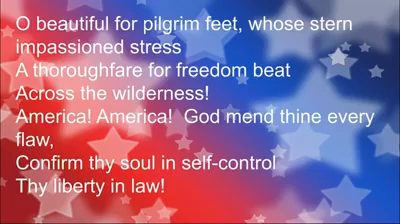 O beautiful for pilgrim feet, whose stern
impassioned stress
A thoroughfare for freedom beat
Across the wilderness!
America! America!  God mend thine every
flaw,
Confirm thy soul in self-control
Thy liberty in law!